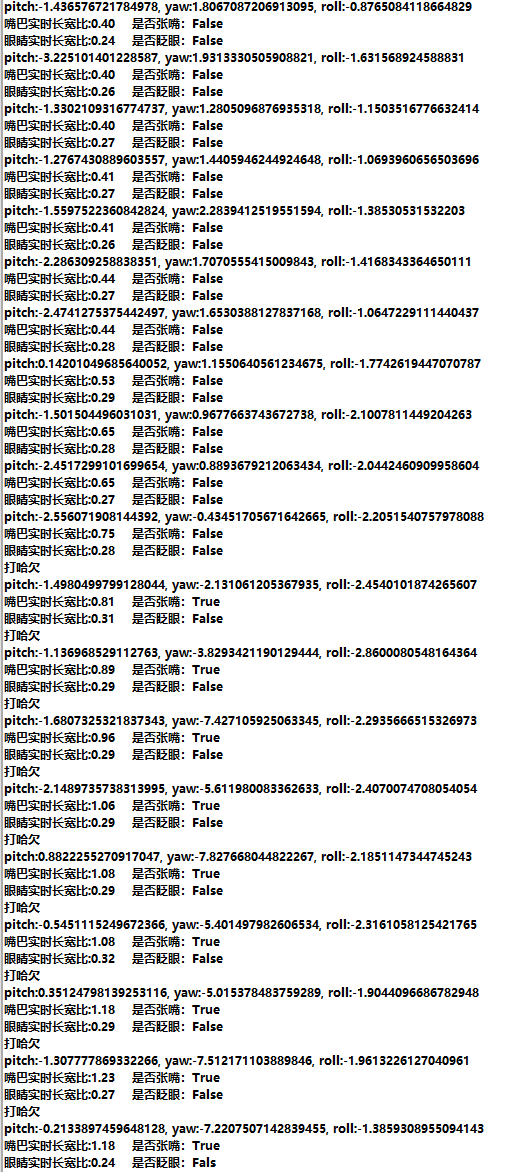 pitch:-1.436576721784978, yaw:1.8067087206913095, roll:-0.8765084118664829
嘴巴实时长宽比:0.40 是否张嘴：False
眼睛实时长宽比:0.24 是否眨眼：False
pitch:-3.225101401228587, yaw:1.9313330505908821, roll:-1.631568924588831
嘴巴实时长宽比:0.40 是否张嘴：False
眼睛实时长宽比:0.26 是否眨眼：False
pitch:-1.3302109316774737, yaw:1.2805096876935318, roll:-1.1503516776632414
嘴巴实时长宽比:0.40 是否张嘴：False
眼睛实时长宽比:0.27 是否眨眼：False
pitch:-1.2767430889603557, yaw:1.4405946244924648, roll:-1.0693960656503696
嘴巴实时长宽比:0.41 是否张嘴：False
眼睛实时长宽比:0.27 是否眨眼：False
pitch:-1.5597522360842824, yaw:2.2839412519551594, roll:-1.38530531532203
嘴巴实时长宽比:0.41 是否张嘴：False
眼睛实时长宽比:0.26 是否眨眼：False
pitch:-2.286309258838351, yaw:1.7070555415009843, roll:-1.4168343364650111
嘴巴实时长宽比:0.44 是否张嘴：False
眼睛实时长宽比:0.27 是否眨眼：False
pitch:-2.4741275375442497, yaw:1.6530388127837168, roll:-1.0647229111440437
嘴巴实时长宽比:0.44 是否张嘴：False
眼睛实时长宽比:0.28 是否眨眼：False
pitch:0.14201049685640052, yaw:1.1550640561234675, roll:-1.7742619447070787
嘴巴实时长宽比:0.53 是否张嘴：False
眼睛实时长宽比:0.29 是否眨眼：False
pitch:-1.501504496031031, yaw:0.9677663743672738, roll:-2.1007811449204263
嘴巴实时长宽比:0.65 是否张嘴：False
眼睛实时长宽比:0.28 是否眨眼：False
pitch:-2.4517299101699654, yaw:0.8893679212063434, roll:-2.0442460909958604
嘴巴实时长宽比:0.65 是否张嘴：False
眼睛实时长宽比:0.27 是否眨眼：False
pitch:-2.556071908144392, yaw:-0.43451705671642665, roll:-2.2051540757978088
嘴巴实时长宽比:0.75 是否张嘴：False
眼睛实时长宽比:0.28 是否眨眼：False
打哈欠
pitch:-1.4980499799128044, yaw:-2.131061205367935, roll:-2.4540101874265607
嘴巴实时长宽比:0.81 是否张嘴：True
眼睛实时长宽比:0.31 是否眨眼：False
打哈欠
pitch:-1.136968529112763, yaw:-3.8293421190129444, roll:-2.8600080548164364
嘴巴实时长宽比:0.89 是否张嘴：True
眼睛实时长宽比:0.29 是否眨眼：False
打哈欠
pitch:-1.6807325321837343, yaw:-7.427105925063345, roll:-2.2935666515326973
嘴巴实时长宽比:0.96 是否张嘴：True
眼睛实时长宽比:0.29 是否眨眼：False
打哈欠
pitch:-2.1489735738313995, yaw:-5.611980083362633, roll:-2.4070074708054054
嘴巴实时长宽比:1.06 是否张嘴：True
眼睛实时长宽比:0.29 是否眨眼：False
打哈欠
pitch:0.8822255270917047, yaw:-7.827668044822267, roll:-2.1851147344745243
嘴巴实时长宽比:1.08 是否张嘴：True
眼睛实时长宽比:0.29 是否眨眼：False
打哈欠
pitch:-0.5451115249672366, yaw:-5.401497982606534, roll:-2.3161058125421765
嘴巴实时长宽比:1.08 是否张嘴：True
眼睛实时长宽比:0.32 是否眨眼：False
打哈欠
pitch:0.35124798139253116, yaw:-5.015378483759289, roll:-1.9044096686782948
嘴巴实时长宽比:1.18 是否张嘴：True
眼睛实时长宽比:0.29 是否眨眼：False
打哈欠
pitch:-1.307777869332266, yaw:-7.512171103889846, roll:-1.9613226127040961
嘴巴实时长宽比:1.23 是否张嘴：True
眼睛实时长宽比:0.27 是否眨眼：False
打哈欠
pitch:-0.2133897459648128, yaw:-7.2207507142839455, roll:-1.3859308955094143
嘴巴实时长宽比:1.18 是否张嘴：True
眼睛实时长宽比:0.24 是否眨眼：Fals